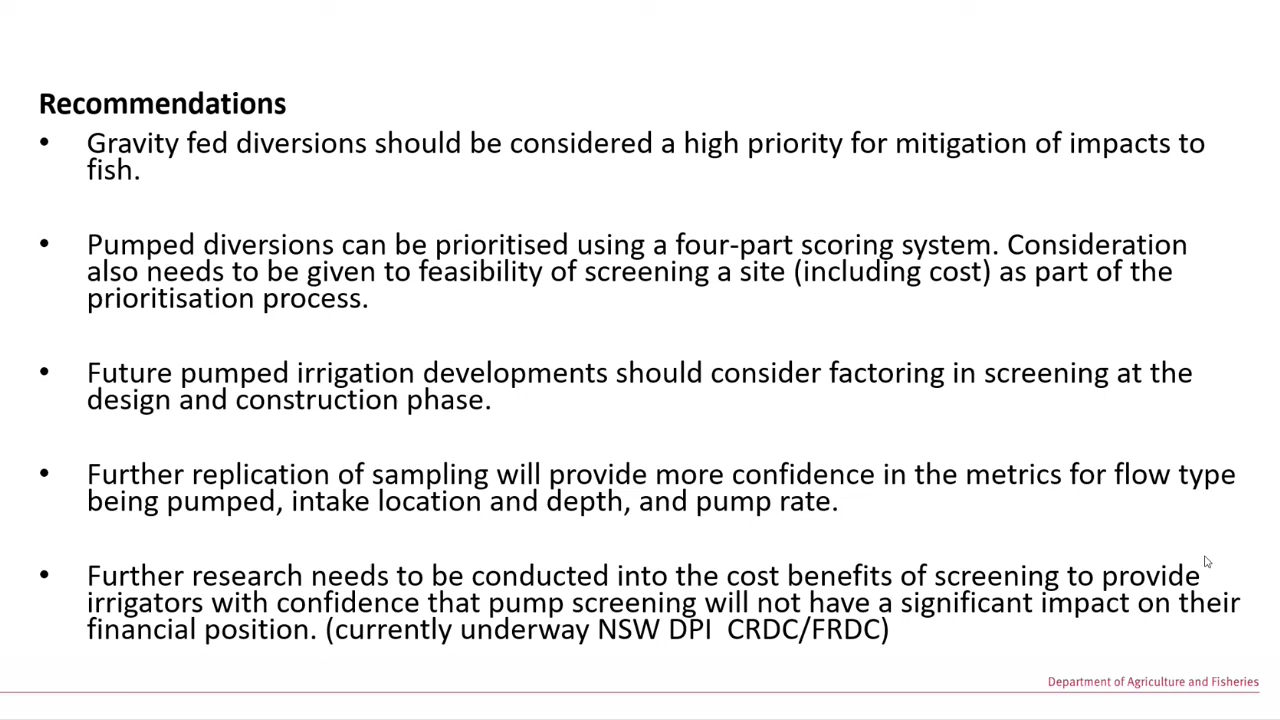 Recommendations
• Gravity fed diversions should be considered a high priority for mitigation of impacts to
fish.
• Pumped diversions can be prioritised using a four-part scoring system. Consideration
also needs to be given to feasibility of screening a site (including cost) as part of the
prioritisation process.
• Future pumped irrigation developments should consider factoring in screening at the
design and construction phase.
• Further replication of sampling will provide more confidence in the metrics for flow type
being pumped, intake location and depth, and pump rate.
• Further research needs to be conducted into the cost benefits of screening to provide
irrigators with confidence that pump screening will not have a significant impact on their
financial position. (currently underway NSW DPI  CRDC/FRDC)
Department of Agriculture and Fisheries